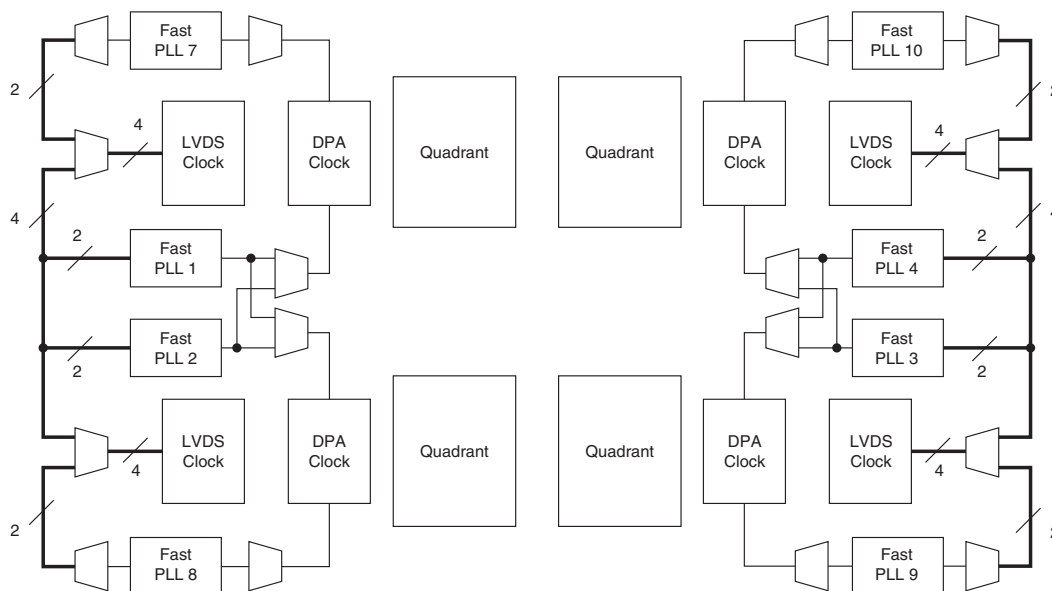 Fast
PLL 7
Fast
PLL 10
2
4
LVDS
Clock
DPA
Clock
Quadrant
Quadrant
DPA
Clock
LVDS
Clock
4
4
2
Fast
PLL 1
Fast
PLL 4
2
2
Fast
PLL 2
Fast
PLL 3
2
LVDS
Clock
4
DPA
Clock
Quadrant
Quadrant
DPA
Clock
LVDS
Clock
4
2
Fast
PLL 8
Fast
PLL 9